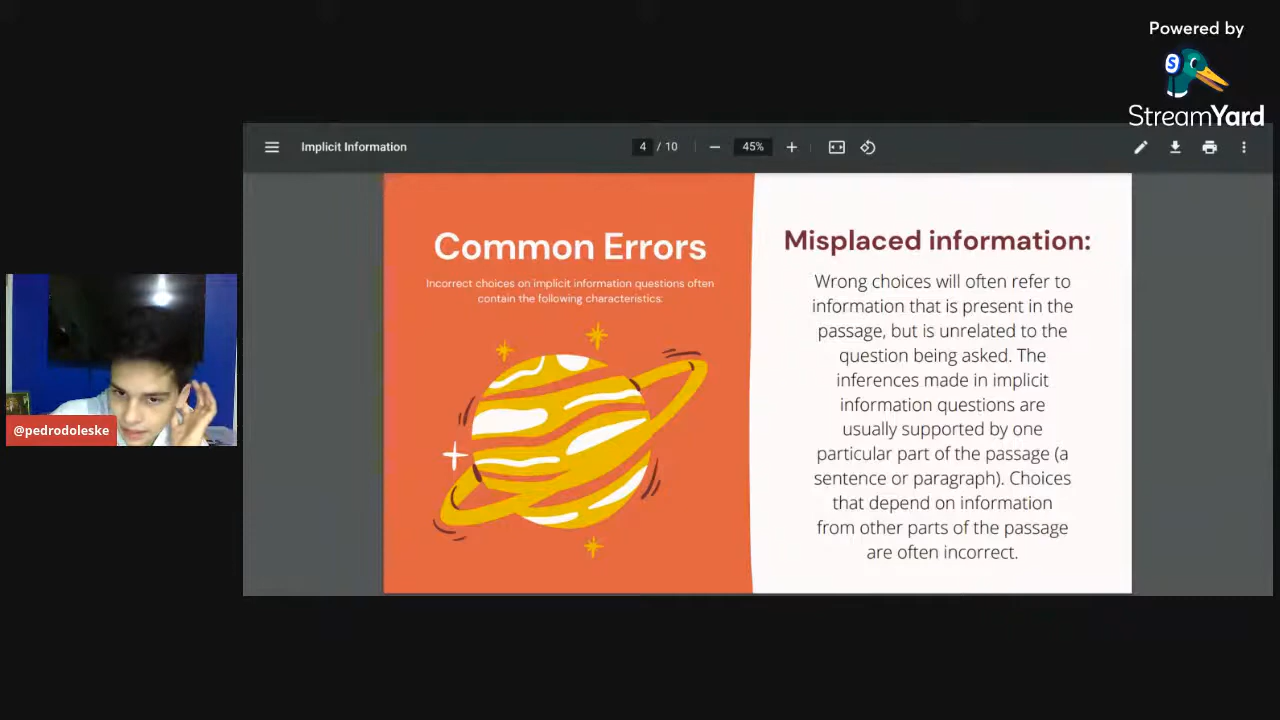 Powered by
StreamYard
Implicit Information
4 / 10
45%
Common Errors
Incorrect choices on implicit information questions often
contain the following characteristics:
Misplaced information:
Wrong choices will often refer to
information that is present in the
passage, but is unrelated to the
question being asked. The
inferences made in implicit
information questions are
usually supported by one
particular part of the passage (a
sentence or paragraph). Choices
that depend on information
from other parts of the passage
are often incorrect.
@pedrodoleske